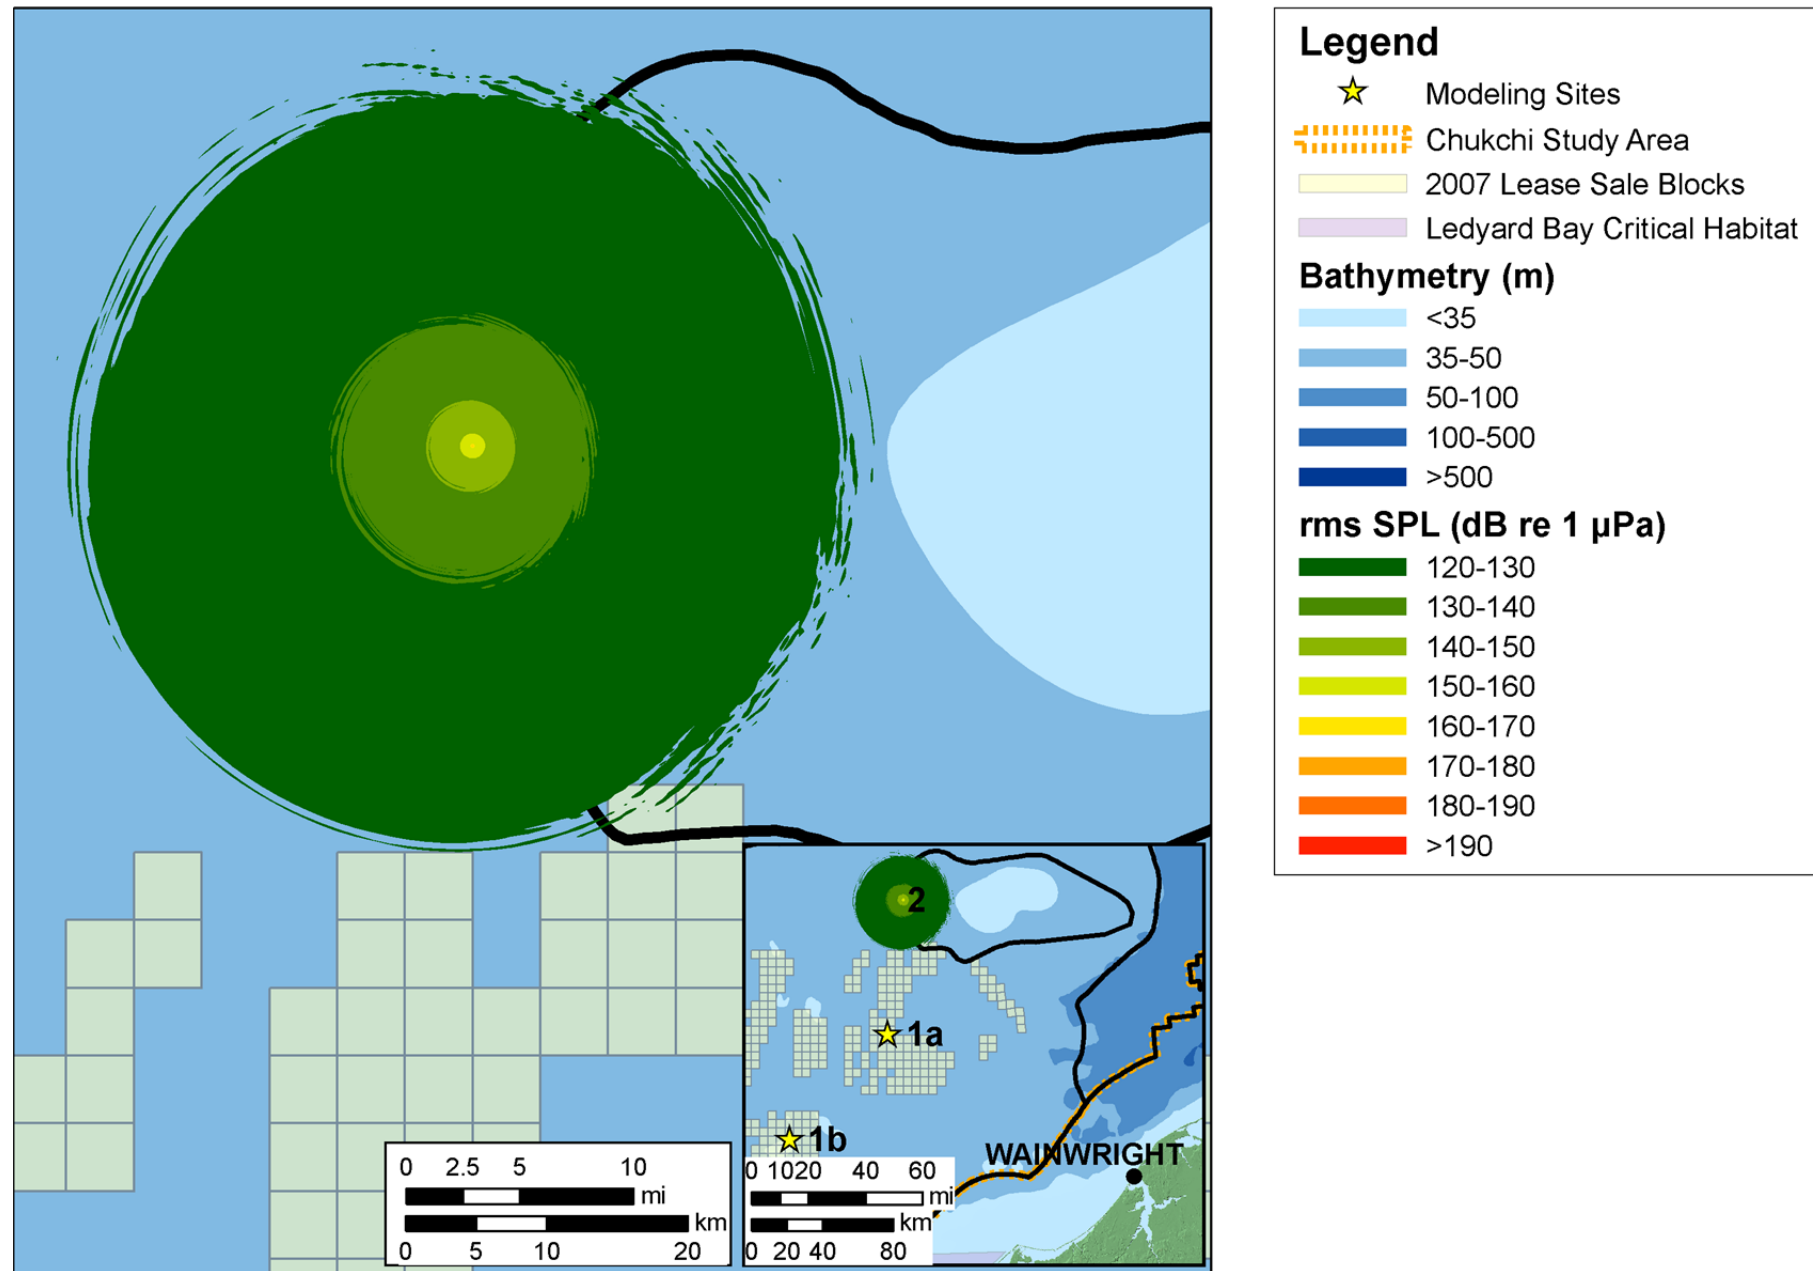 Legend
Modeling Sites
Chukchi Study Area
2007 Lease Sale Blocks
Ledyard Bay Critical Habitat
Bathymetry (m)
<35
35-50
50-100
100-500
>500
rms SPL (dB re 1 µPa)
120-130
130-140
140-150
150-160
160-170
170-180
180-190
>190
2
1a
1b
WAINWRIGHT
0 2.5 5 10
mi
km
0 5 10 20
0 10 20 40 60
mi
km
0 20 40 80